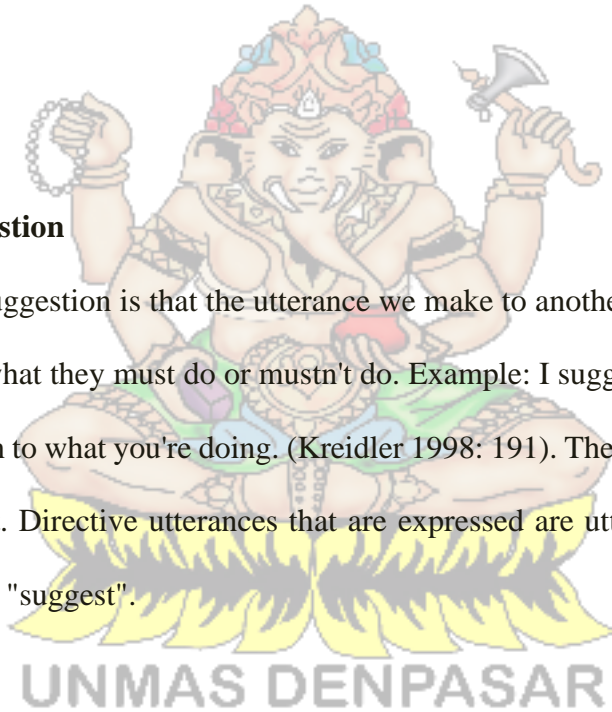 stion
uggestion is that the utterance we make to anothe
what they must do or mustn't do. Example: I sugg
n to what you're doing. (Kreidler 1998: 191). The
. Directive utterances that are expressed are utt
"suggest".
UNMAS DENPASAR